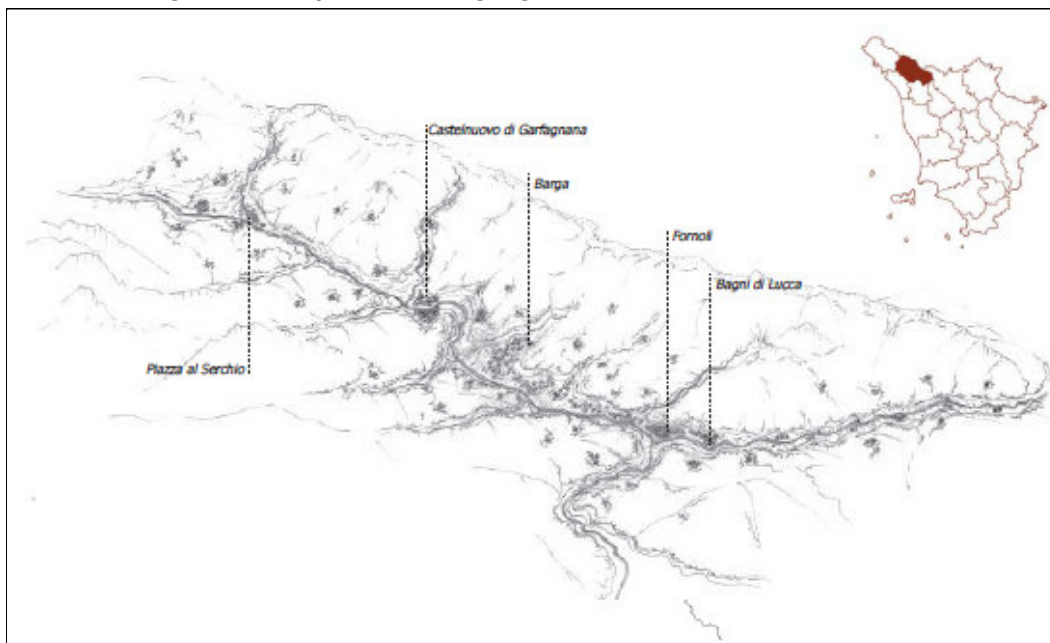 Castelnuovo di Garfagnana
Barga
Fornoli
Bagni di Lucca
Piazza al Serchio